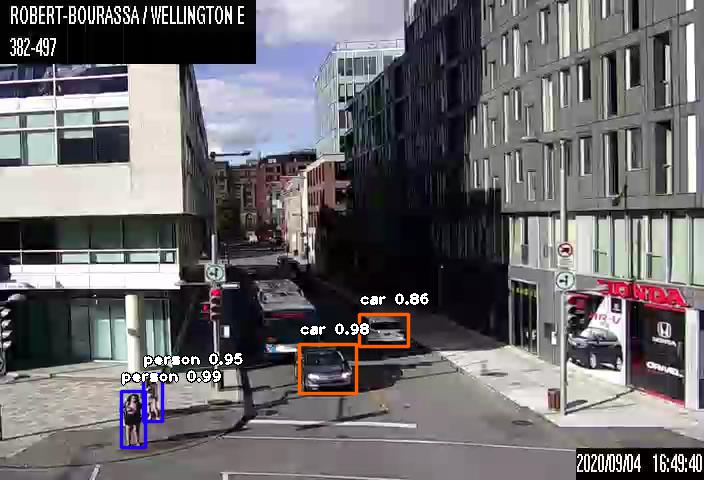 ROBERT-BOURASSA / WELLINGTON E
382-497
car 0.86
car 0.98
person 0.95
person 0.99
HONDA
HONDA
2020/09/04 16:49:40